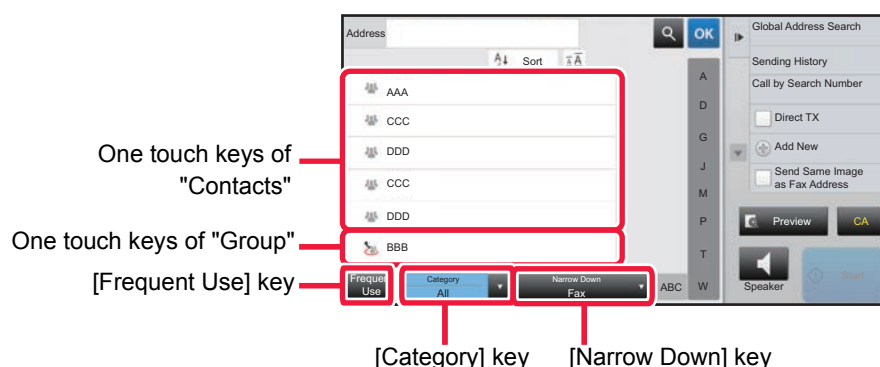 Address
OK
Global Address Search
Sort
Sending History
A
Call by Search Number
AAA
D
Direct TX
CCC
G
Add New
One touch keys of
"Contacts"
DDD
J
Send Same Image
as Fax Address
CCC
M
DDD
P
Preview
CA
One touch keys of "Group"
BBB
T
[Frequent Use] key
Frequen
Use
Category
All
Narrow Down
Fax
ABC
W
Speaker
Start
[Category] key
[Narrow Down] key